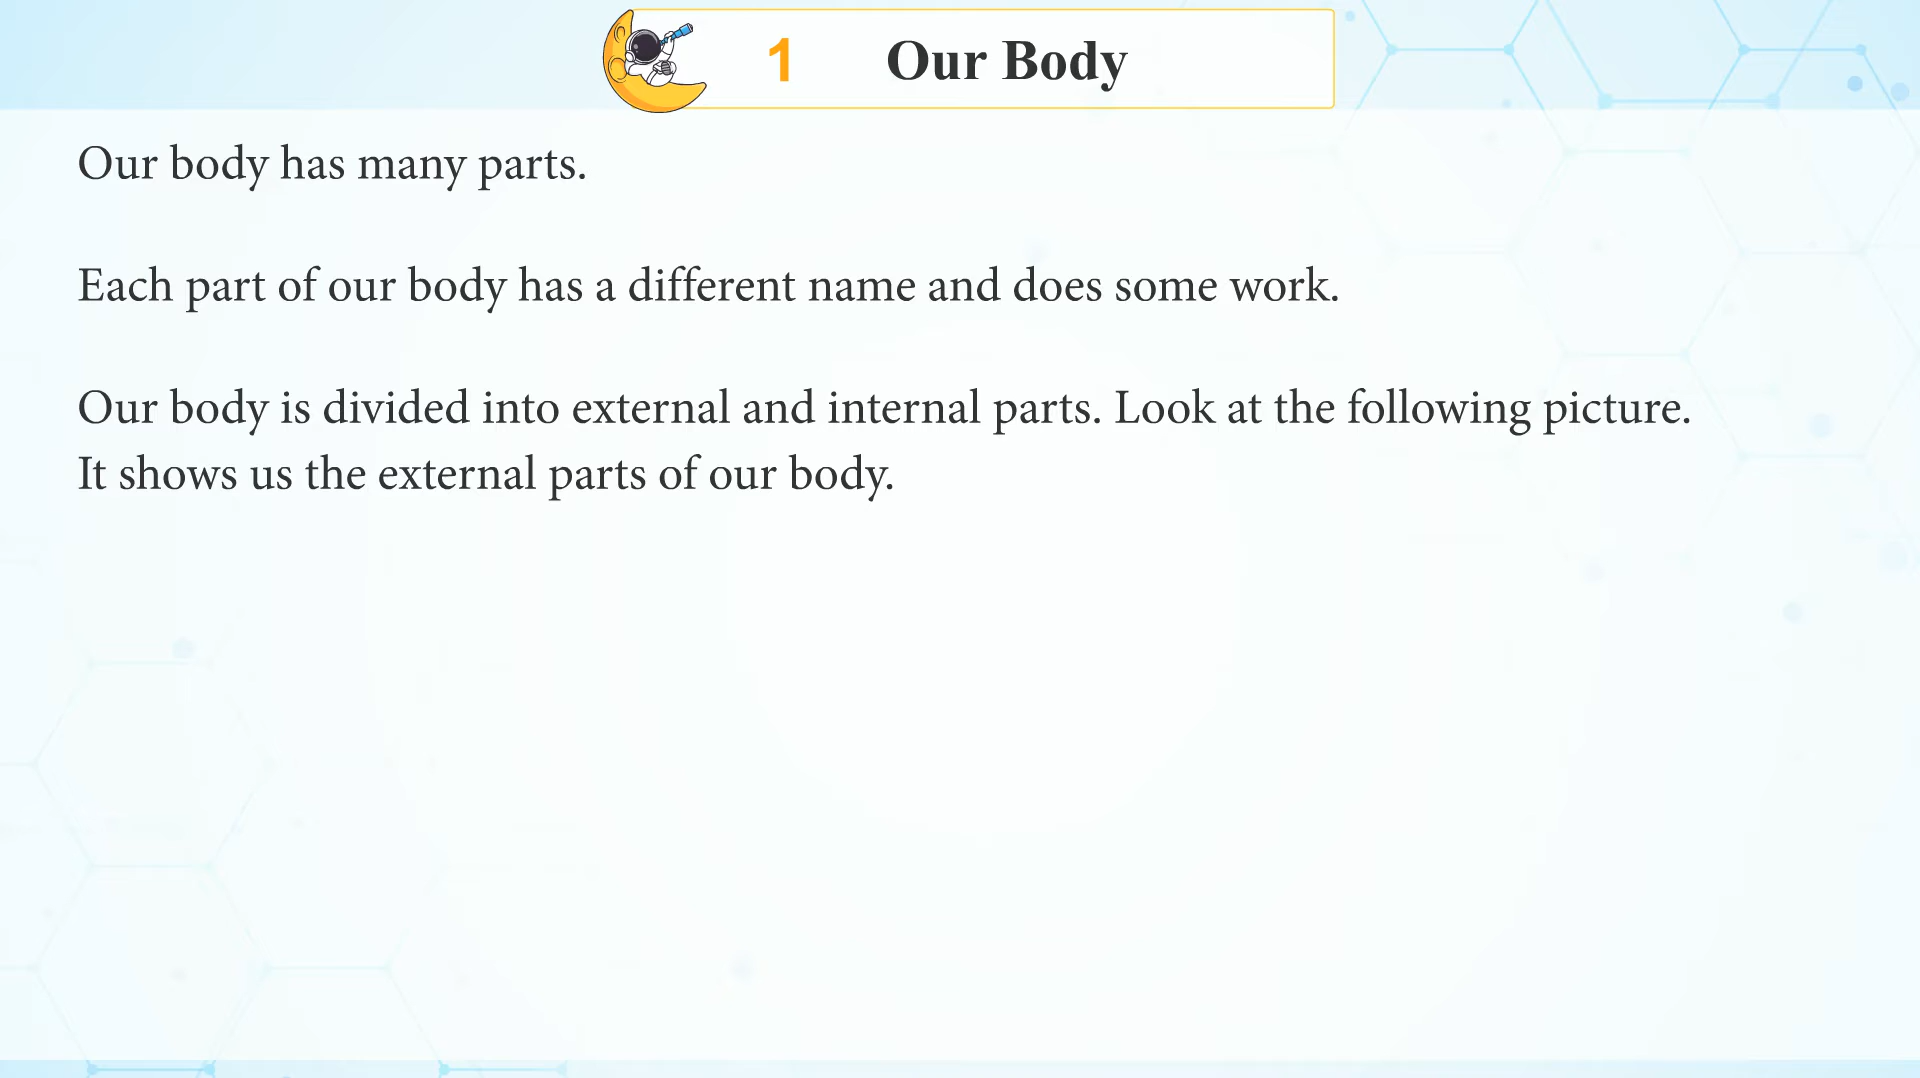 1 Our Body
Our body has many parts.
Each part of our body has a different name and does some work.
Our body is divided into external and internal parts. Look at the following picture.
It shows us the external parts of our body.